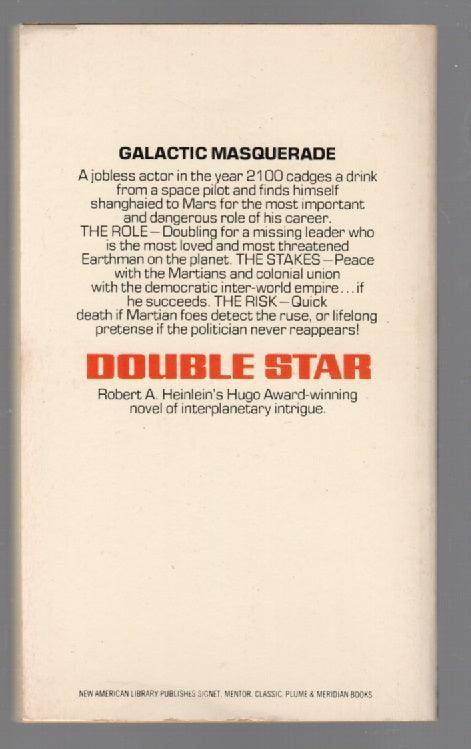 GALACTIC MASQUERADE
A jobless actor in the year 2100 cadges a drink
from a space pilot and finds himself
shanghaied to Mars for the most important
and dangerous role of his career.
THE ROLE—Doubling for a missing leader who
is the most loved and most threatened
Earthman on the planet. THE STAKES—Peace
with the Martians and colonial union
with the democratic inter-world empire...if
he succeeds. THE RISK—Quick
death if Martian foes detect the ruse, or lifelong
pretense if the politician never reappears!
DOUBLE STAR
Robert A. Heinlein's Hugo Award-winning
novel of interplanetary intrigue.
NEW AMERICAN LIBRARY PUBLISHES SIGNET, MENTOR, CLASSIC, PLUME & MERIDIAN BOOKS